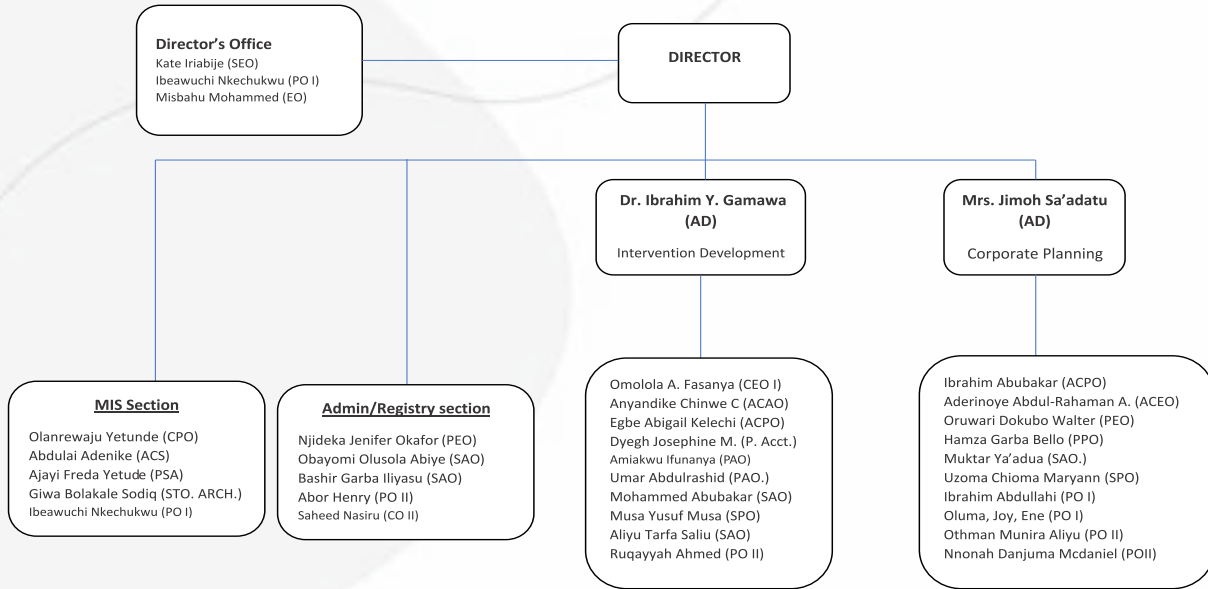 Director's Office
Kate Iriabije (SEO)
Ibeawuchi Nkechukwu (PO I)
Misbahu Mohammed (EO)
DIRECTOR
Dr. Ibrahim Y. Gamawa
(AD)
Intervention Development
Mrs. Jimoh Sa'adatu
(AD)
Corporate Planning
MIS Section
Olanrewaju Yetunde (CPO)
Abdulai Adenike (ACS)
Ajayi Freda Yetude (PSA)
Giwa Bolakale Sodiq (STO. ARCH.)
Ibeawuchi Nkechukwu (PO I)
Admin/Registry section
Njideka Jenifer Okafor (PEO)
Obayomi Olusola Abiye (SAO)
Bashir Garba Iliyasu (SAO)
Abor Henry (PO II)
Saheed Nasiru (CO II)
Omolola A. Fasanya (CEO I)
Anyandike Chinwe C (ACAO)
Egbe Abigail Kelechi (ACPO)
Dyegh Josephine M. (P. Acct.)
Amiakwu Ifunanya (PAO)
Umar Abdulrashid (PAO.)
Mohammed Abubakar (SAO)
Musa Yusuf Musa (SPO)
Aliyu Tarfa Saliu (SAO)
Ruqayyah Ahmed (PO II)
Ibrahim Abubakar (ACPO)
Aderinoye Abdul-Rahaman A. (ACEO)
Oruwari Dokubo Walter (PEO)
Hamza Garba Bello (PPO)
Muktar Ya'adua (SAO.)
Uzoma Chioma Maryann (SPO)
Ibrahim Abdullahi (PO I)
Oluma, Joy, Ene (PO I)
Othman Munira Aliyu (PO II)
Nnonah Danjuma Mcdaniel (POII)